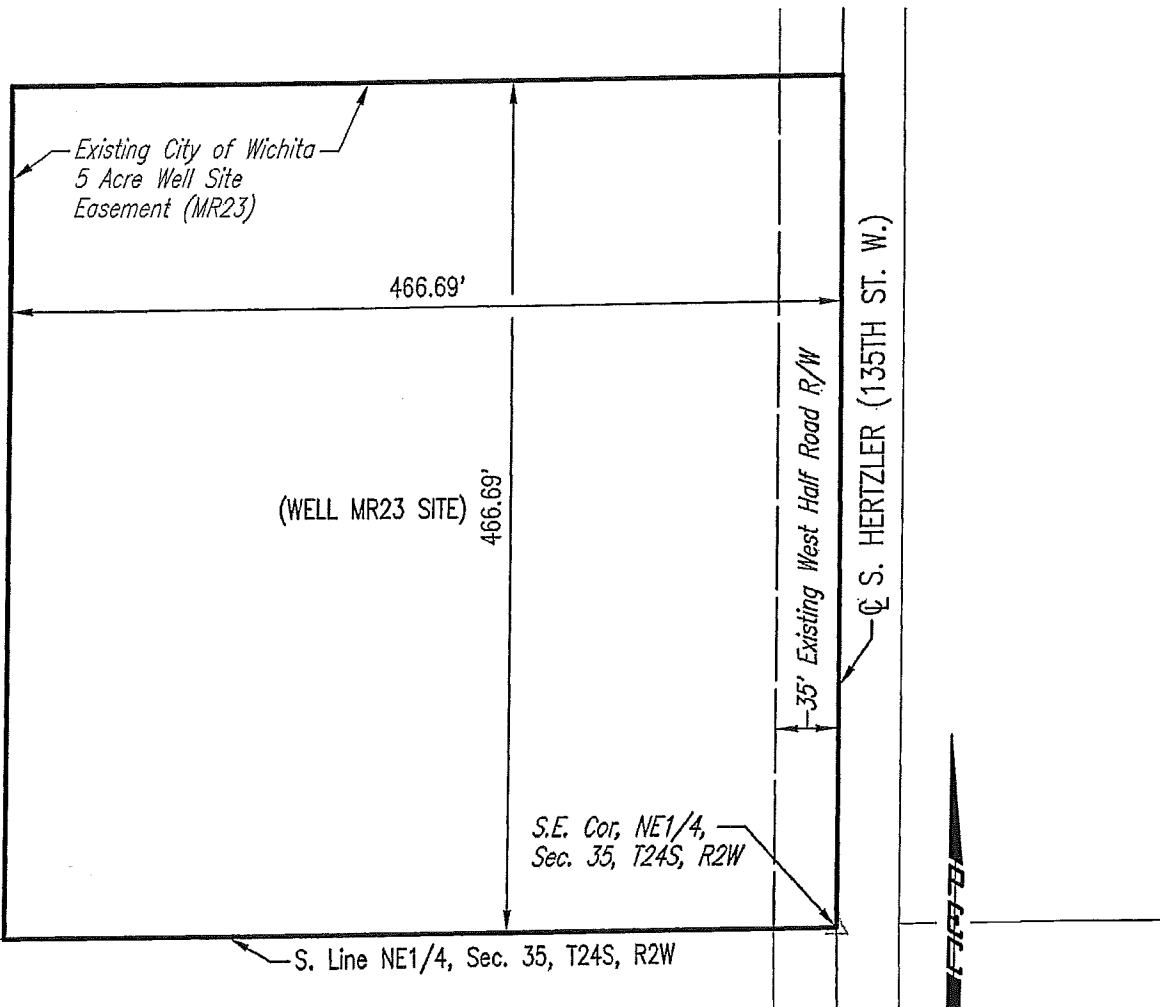 Existing City of Wichita
5 Acre Well Site
Easement (MR23)
466.69'
(WELL MR23 SITE)
466.69'
35' Existing West Half Road R/W
℄ S. HERTZLER (135TH ST. W.)
S.E. Cor, NE1/4,
Sec. 35, T24S, R2W
S. Line NE1/4, Sec. 35, T24S, R2W